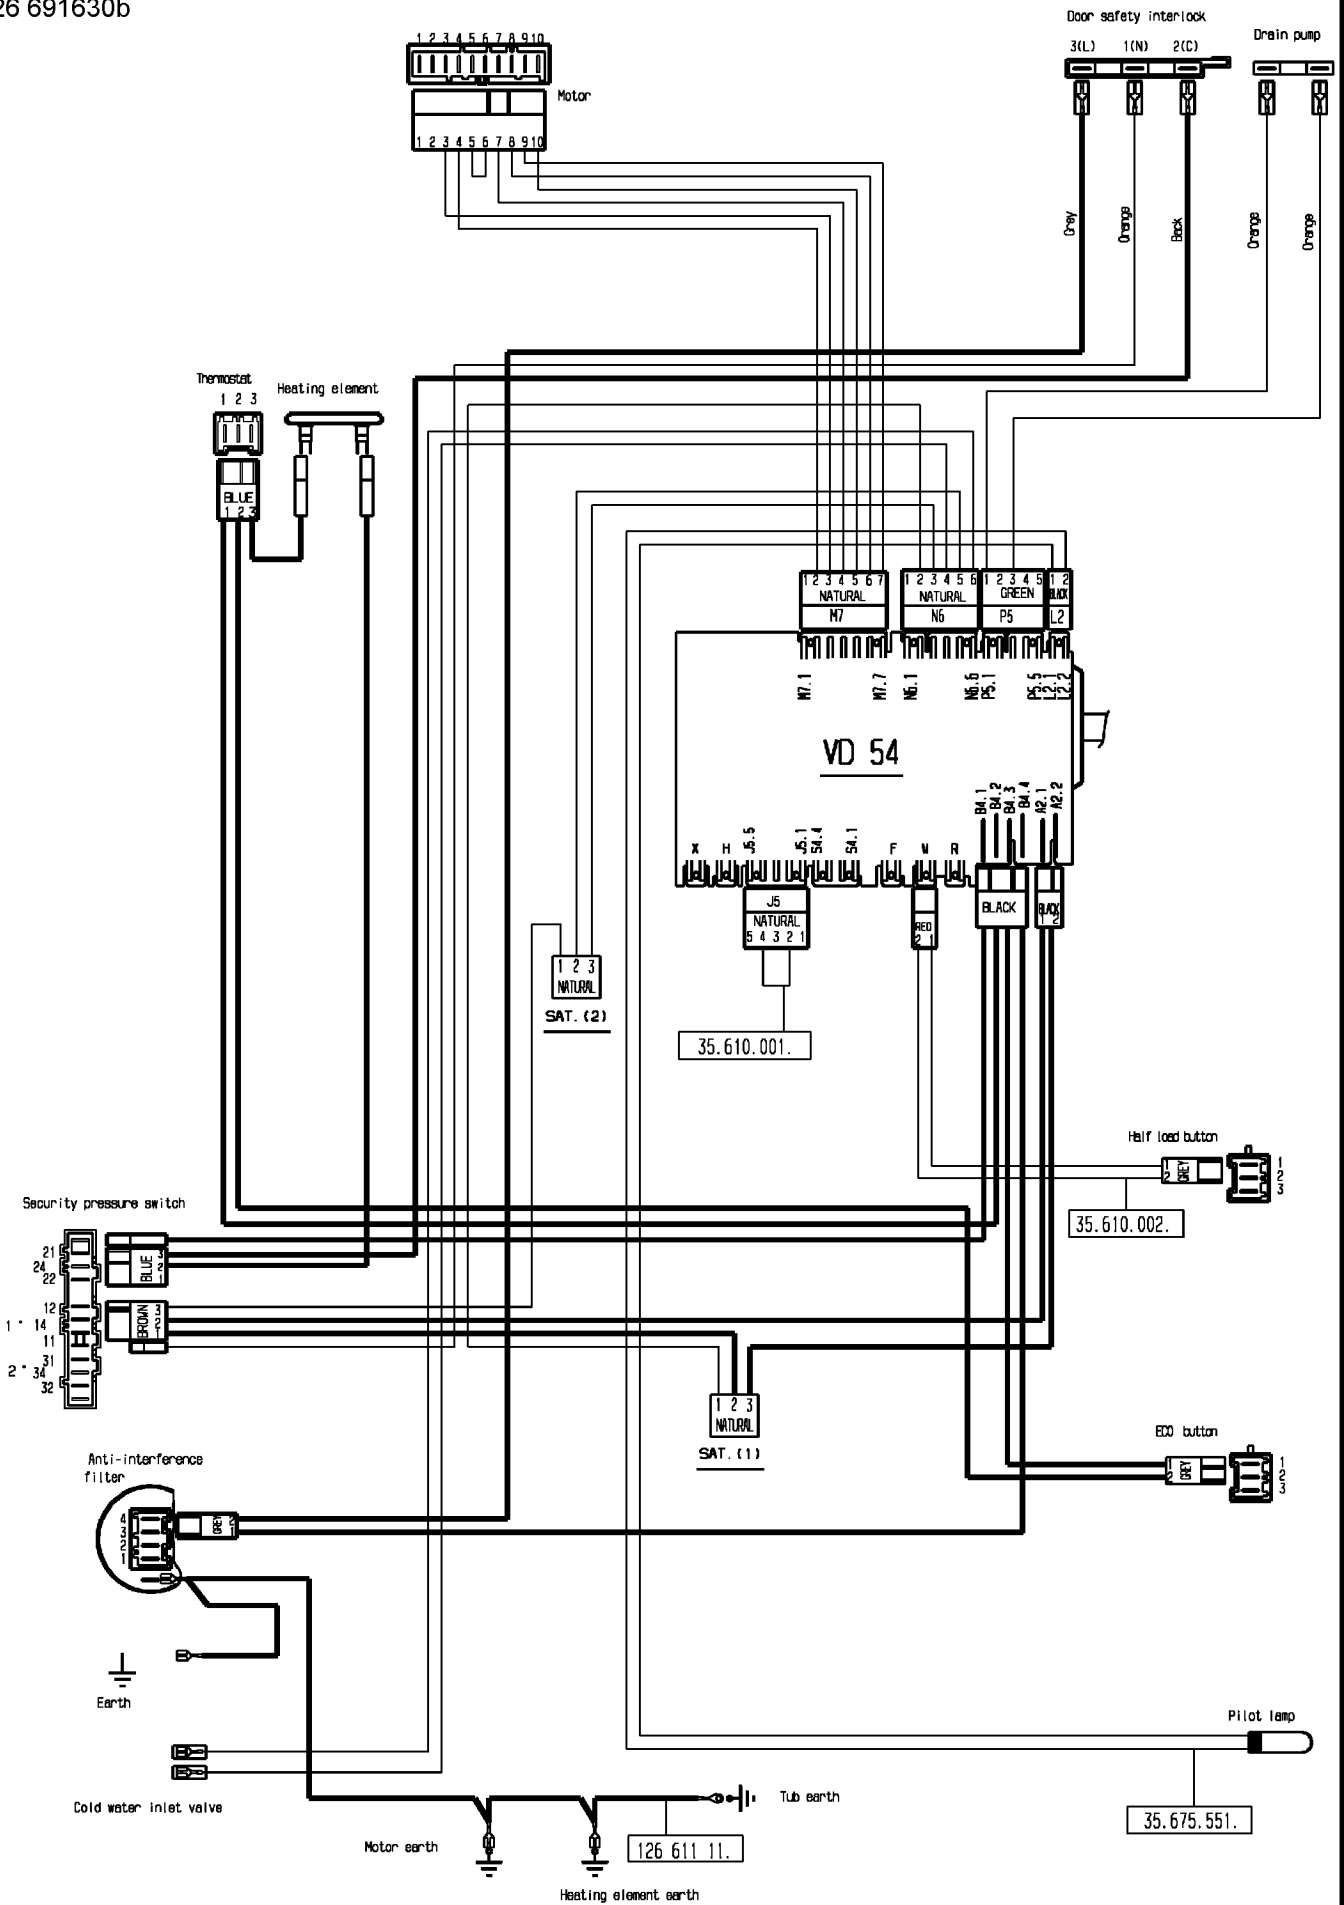 26 691630b
Door safety interlock
Drain pump
3(L) 1(N) 2(C)
1 2 3 4 5 6 7 8 9 10
Motor
1 2 3 4 5 6 7 8 9 10
Grey
Orange
Back
Orange
Orange
Thermostat
Heating element
1 2 3
BLUE
1 2 3
1 2 3 4 5 6 7
NATURAL
M7
1 2 3 4 5 6
NATURAL
N6
1 2 3 4 5
GREEN
P5
1 2
BLACK
L2
M7.1
M7.7
N6.1
N6.6
P5.1
P5.5
L2.1
L2.2
VD 54
B4.1
B4.2
B4.3
B4.4
A2.1
A2.2
X
H
J5.5
J5.1
S4.4
S4.1
F
W
R
J5
NATURAL
5 4 3 2 1
RED
2 1
BLACK
BLACK
1 2
1 2 3
NATURAL
SAT. (2)
35.610.001.
Half load button
1
2
GREY
1
2
3
35.610.002.
Security pressure switch
21
24
22
BLUE
3
2
1
12
1 ° 14
11
31
2 ° 34
32
BROWN
3
2
1
1 2 3
NATURAL
SAT. (1)
ECO button
1
2
GREY
1
2
3
Anti-interference
filter
4
3
2
1
GREY
2
1
Earth
Pilot lamp
Cold water inlet valve
Tub earth
35.675.551.
Motor earth
126 611 11.
Heating element earth